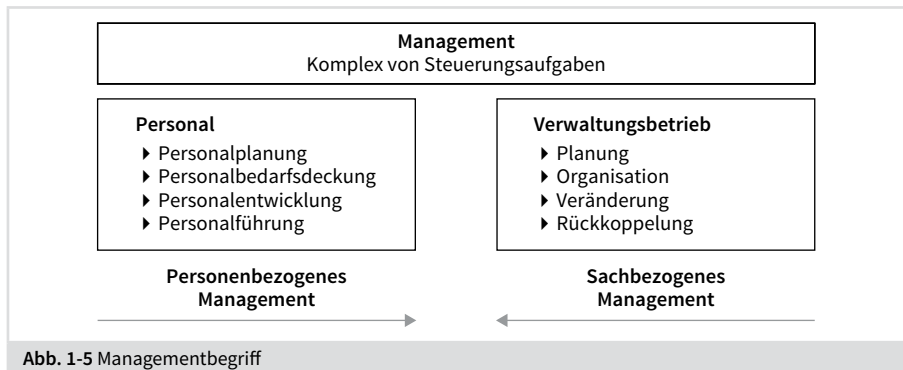 Management
Komplex von Steuerungsaufgaben
Personal
Personalplanung
Personalbedarfsdeckung
Personalentwicklung
Personalführung
Verwaltungsbetrieb
Planung
Organisation
Veränderung
Rückkoppelung
Personenbezogenes
Management
Sachbezogenes
Management
Abb. 1-5 Managementbegriff